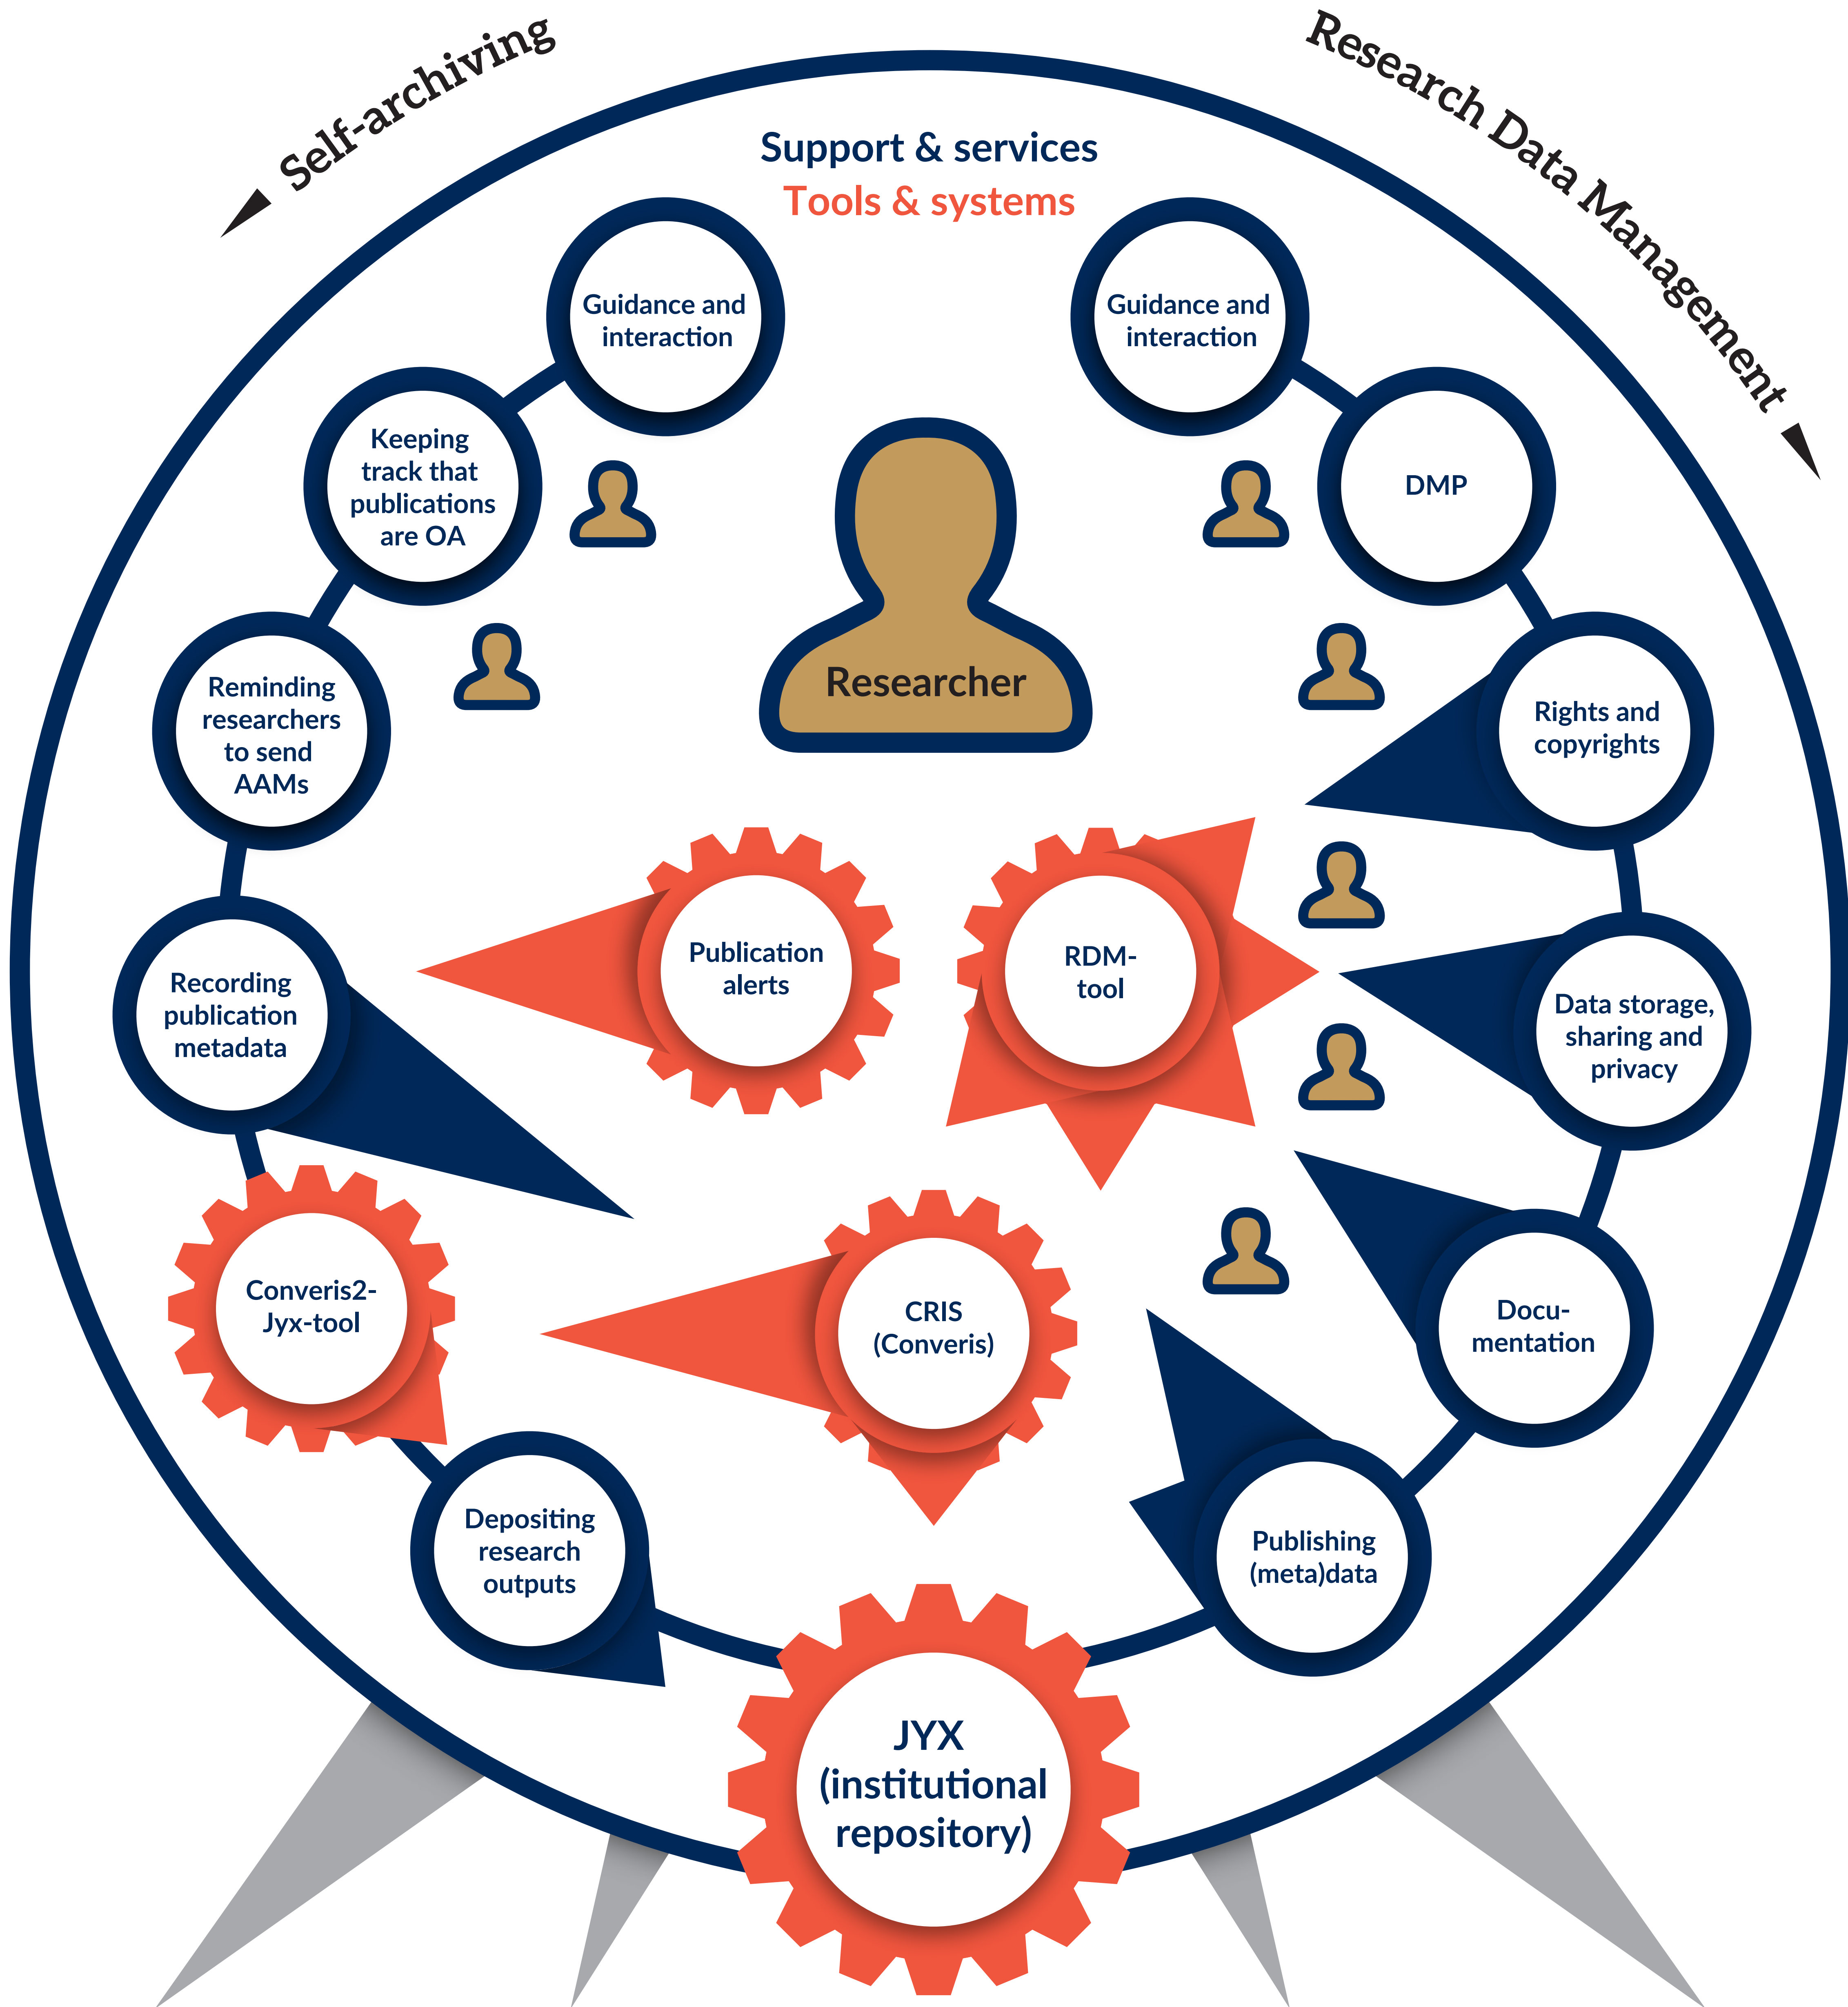 Self-archiving
Research Data Management
Support & services
Tools & systems
Guidance and
interaction
Guidance and
interaction
Keeping
track that
publications
are OA
DMP
Researcher
Reminding
researchers
to send
AAMs
Rights and
copyrights
Publication
alerts
RDM-
tool
Recording
publication
metadata
Data storage,
sharing and
privacy
Converis2-
Jyx-tool
CRIS
(Converis)
Docu-
mentation
Depositing
research
outputs
Publishing
(meta)data
JYX
(institutional
repository)